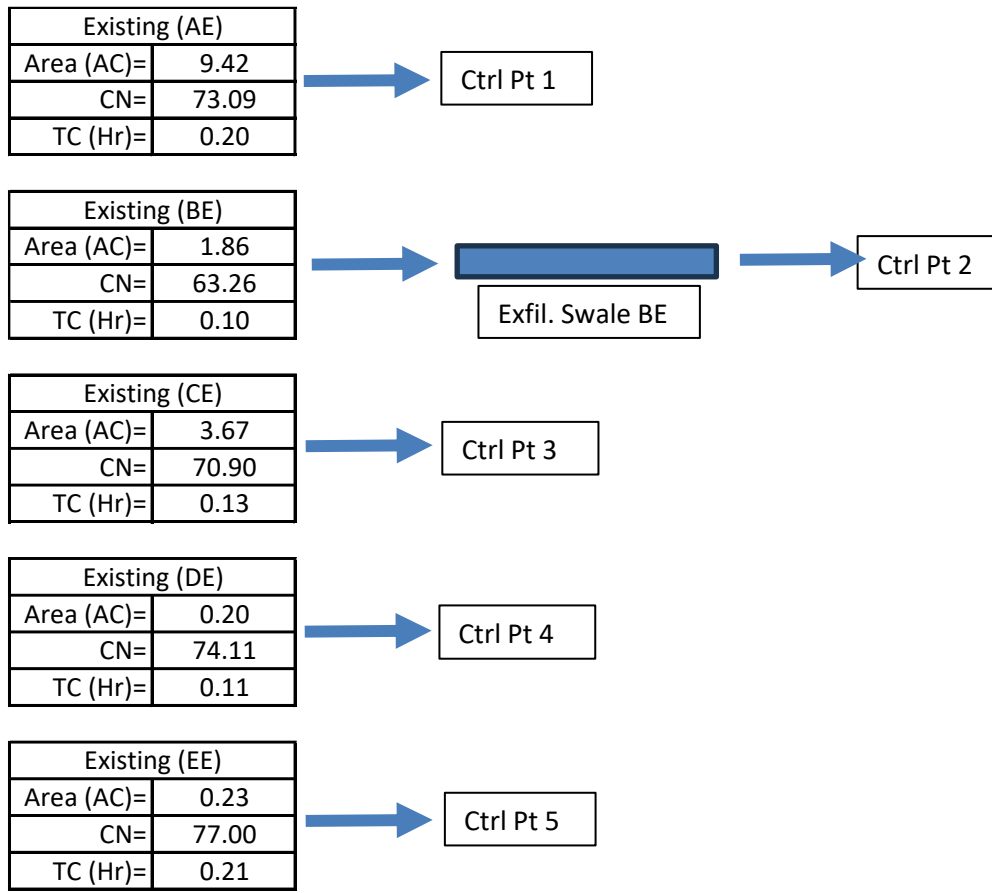 Existing (AE)
Area (AC)= 9.42
CN= 73.09
TC (Hr)= 0.20
Ctrl Pt 1
Existing (BE)
Area (AC)= 1.86
CN= 63.26
TC (Hr)= 0.10
Exfil. Swale BE
Ctrl Pt 2
Existing (CE)
Area (AC)= 3.67
CN= 70.90
TC (Hr)= 0.13
Ctrl Pt 3
Existing (DE)
Area (AC)= 0.20
CN= 74.11
TC (Hr)= 0.11
Ctrl Pt 4
Existing (EE)
Area (AC)= 0.23
CN= 77.00
TC (Hr)= 0.21
Ctrl Pt 5